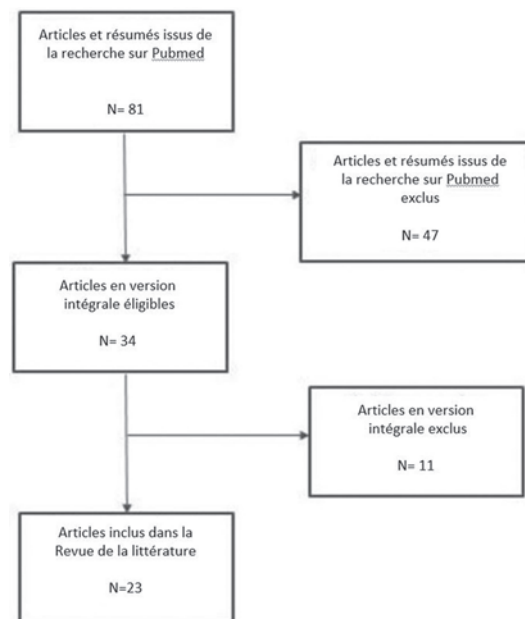 Articles et résumés issus de
la recherche sur Pubmed
N= 81
Articles et résumés issus de
la recherche sur Pubmed
exclus
N= 47
Articles en version
intégrale éligibles
N= 34
Articles en version
intégrale exclus
N= 11
Articles inclus dans la
Revue de la littérature
N=23